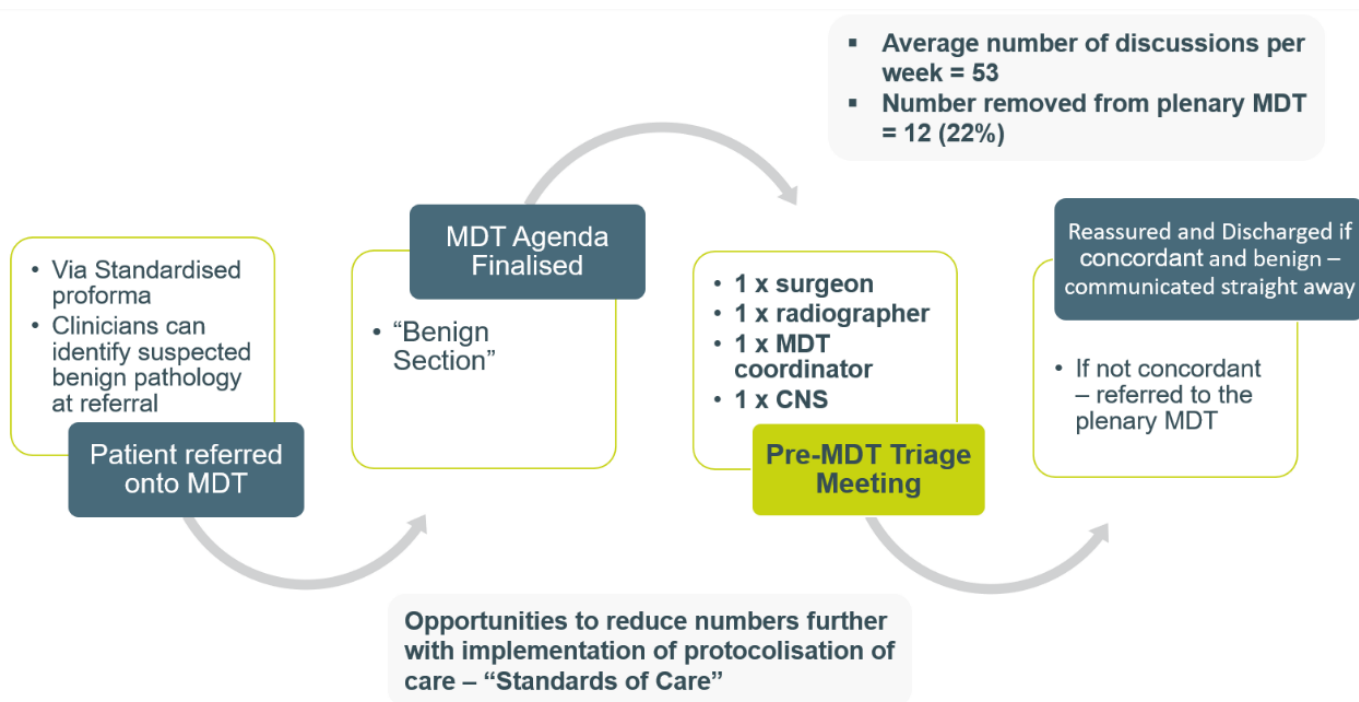 ▪ Average number of discussions per
week = 53
▪ Number removed from plenary MDT
= 12 (22%)
• Via Standardised
proforma
• Clinicians can
identify suspected
benign pathology
at referral
Patient referred
onto MDT
MDT Agenda
Finalised
• “Benign
Section”
• 1 x surgeon
• 1 x radiographer
• 1 x MDT
coordinator
• 1 x CNS
Pre-MDT Triage
Meeting
Reassured and Discharged if
concordant and benign –
communicated straight away
• If not concordant
– referred to the
plenary MDT
Opportunities to reduce numbers further
with implementation of protocolisation of
care – “Standards of Care”